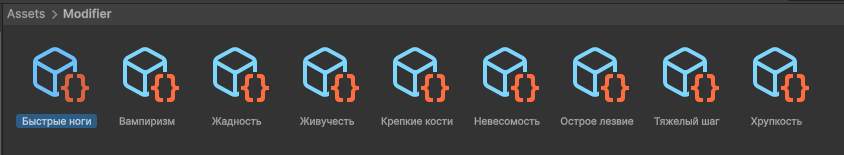 Assets > Modifier
Быстрые ноги Вампиризм Жадность Живучесть Крепкие кости Невесомость Острое лезвие Тяжелый шаг Хрупкость